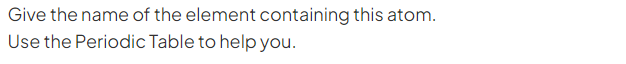 Give the name of the element containing this atom.
Use the Periodic Table to help you.